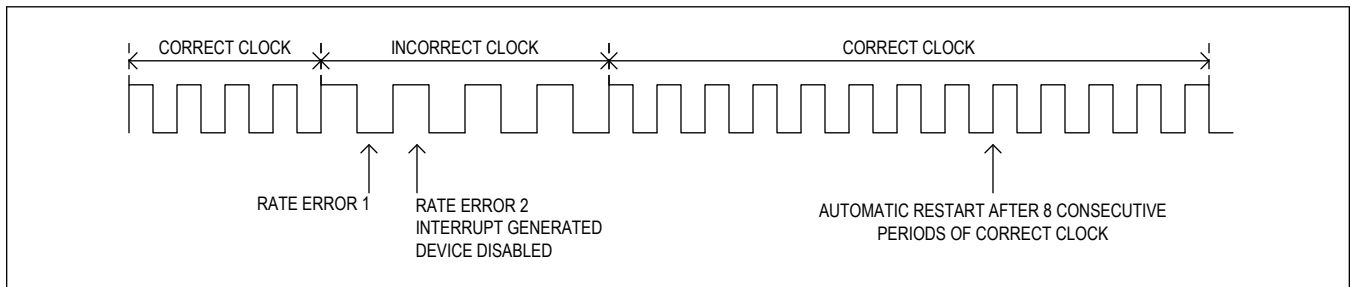 CORRECT CLOCK
INCORRECT CLOCK
CORRECT CLOCK
RATE ERROR 1
RATE ERROR 2
INTERRUPT GENERATED
DEVICE DISABLED
AUTOMATIC RESTART AFTER 8 CONSECUTIVE
PERIODS OF CORRECT CLOCK